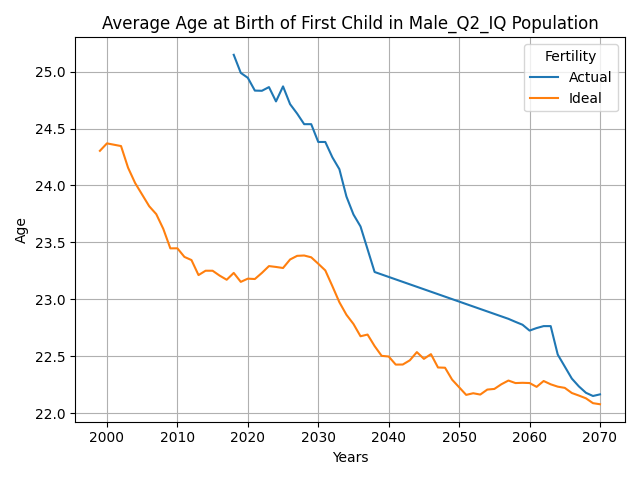 Average Age at Birth of First Child in Male_Q2_IQ Population
Fertility
Actual
Ideal
Age
25.0
24.5
24.0
23.5
23.0
22.5
22.0
2000 2010 2020 2030 2040 2050 2060 2070
Years